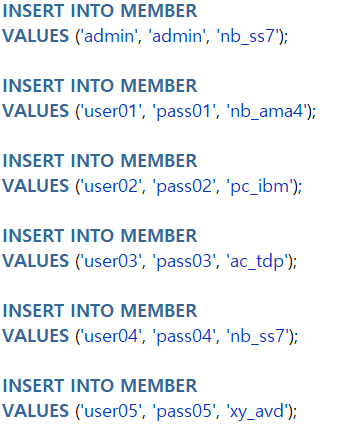 INSERT INTO MEMBER
VALUES ('admin', 'admin', 'nb_ss7');
INSERT INTO MEMBER
VALUES ('user01', 'pass01', 'nb_ama4');
INSERT INTO MEMBER
VALUES ('user02', 'pass02', 'pc_ibm');
INSERT INTO MEMBER
VALUES ('user03', 'pass03', 'ac_tdp');
INSERT INTO MEMBER
VALUES ('user04', 'pass04', 'nb_ss7');
INSERT INTO MEMBER
VALUES ('user05', 'pass05', 'xy_avd');